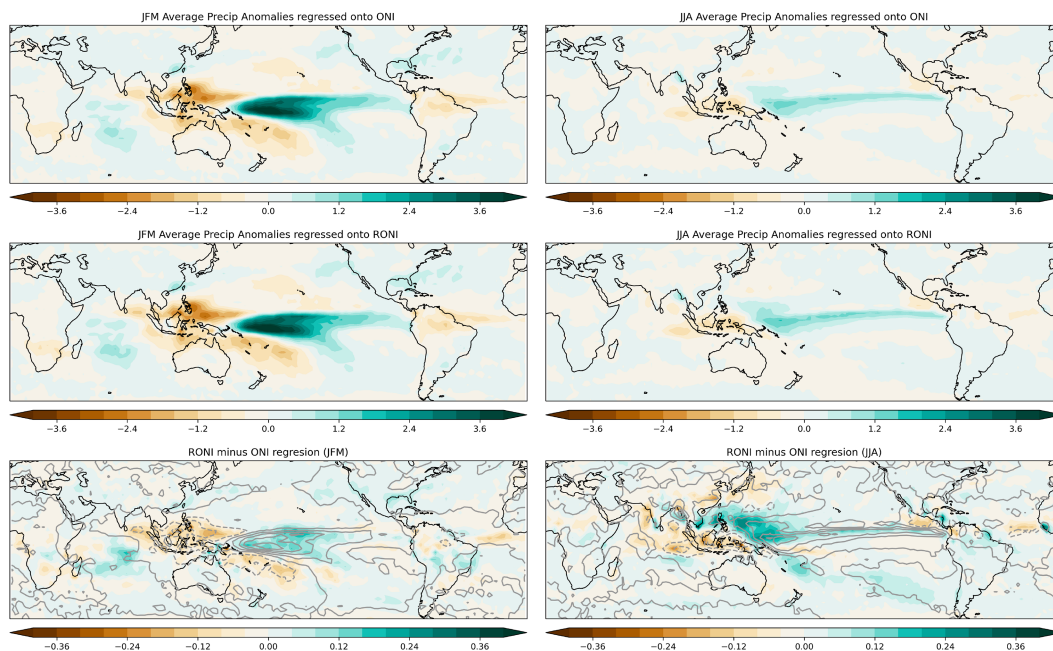 JFM Average Precip Anomalies regressed onto ONI
−3.6 −2.4 −1.2 0.0 1.2 2.4 3.6
JJA Average Precip Anomalies regressed onto ONI
−3.6 −2.4 −1.2 0.0 1.2 2.4 3.6
JFM Average Precip Anomalies regressed onto RONI
−3.6 −2.4 −1.2 0.0 1.2 2.4 3.6
JJA Average Precip Anomalies regressed onto RONI
−3.6 −2.4 −1.2 0.0 1.2 2.4 3.6
RONI minus ONI regresion (JFM)
−0.36 −0.24 −0.12 0.00 0.12 0.24 0.36
RONI minus ONI regresion (JJA)
−0.36 −0.24 −0.12 0.00 0.12 0.24 0.36